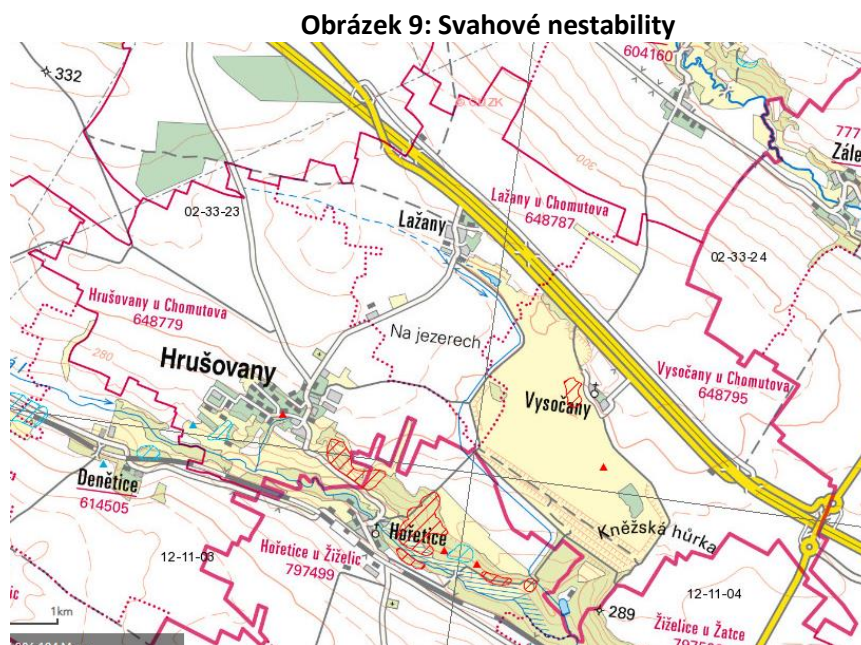 Obrázek 9: Svahové nestability
604160
332
© ČÚZK
777
Zále
300
Lažany u Chomutova
648787
02-33-23
Lažany
02-33-24
Hrušovany u Chomutova
648779
Na jezerech
280
Hrušovany
Vysočany
Vysočany u Chomutova
648795
Denětice
614505
Hořetice
Kněžská hůrka
12-11-03
Hořetice u Žiželic
797499
12-11-04
1km
289
Žiželice u Žatce